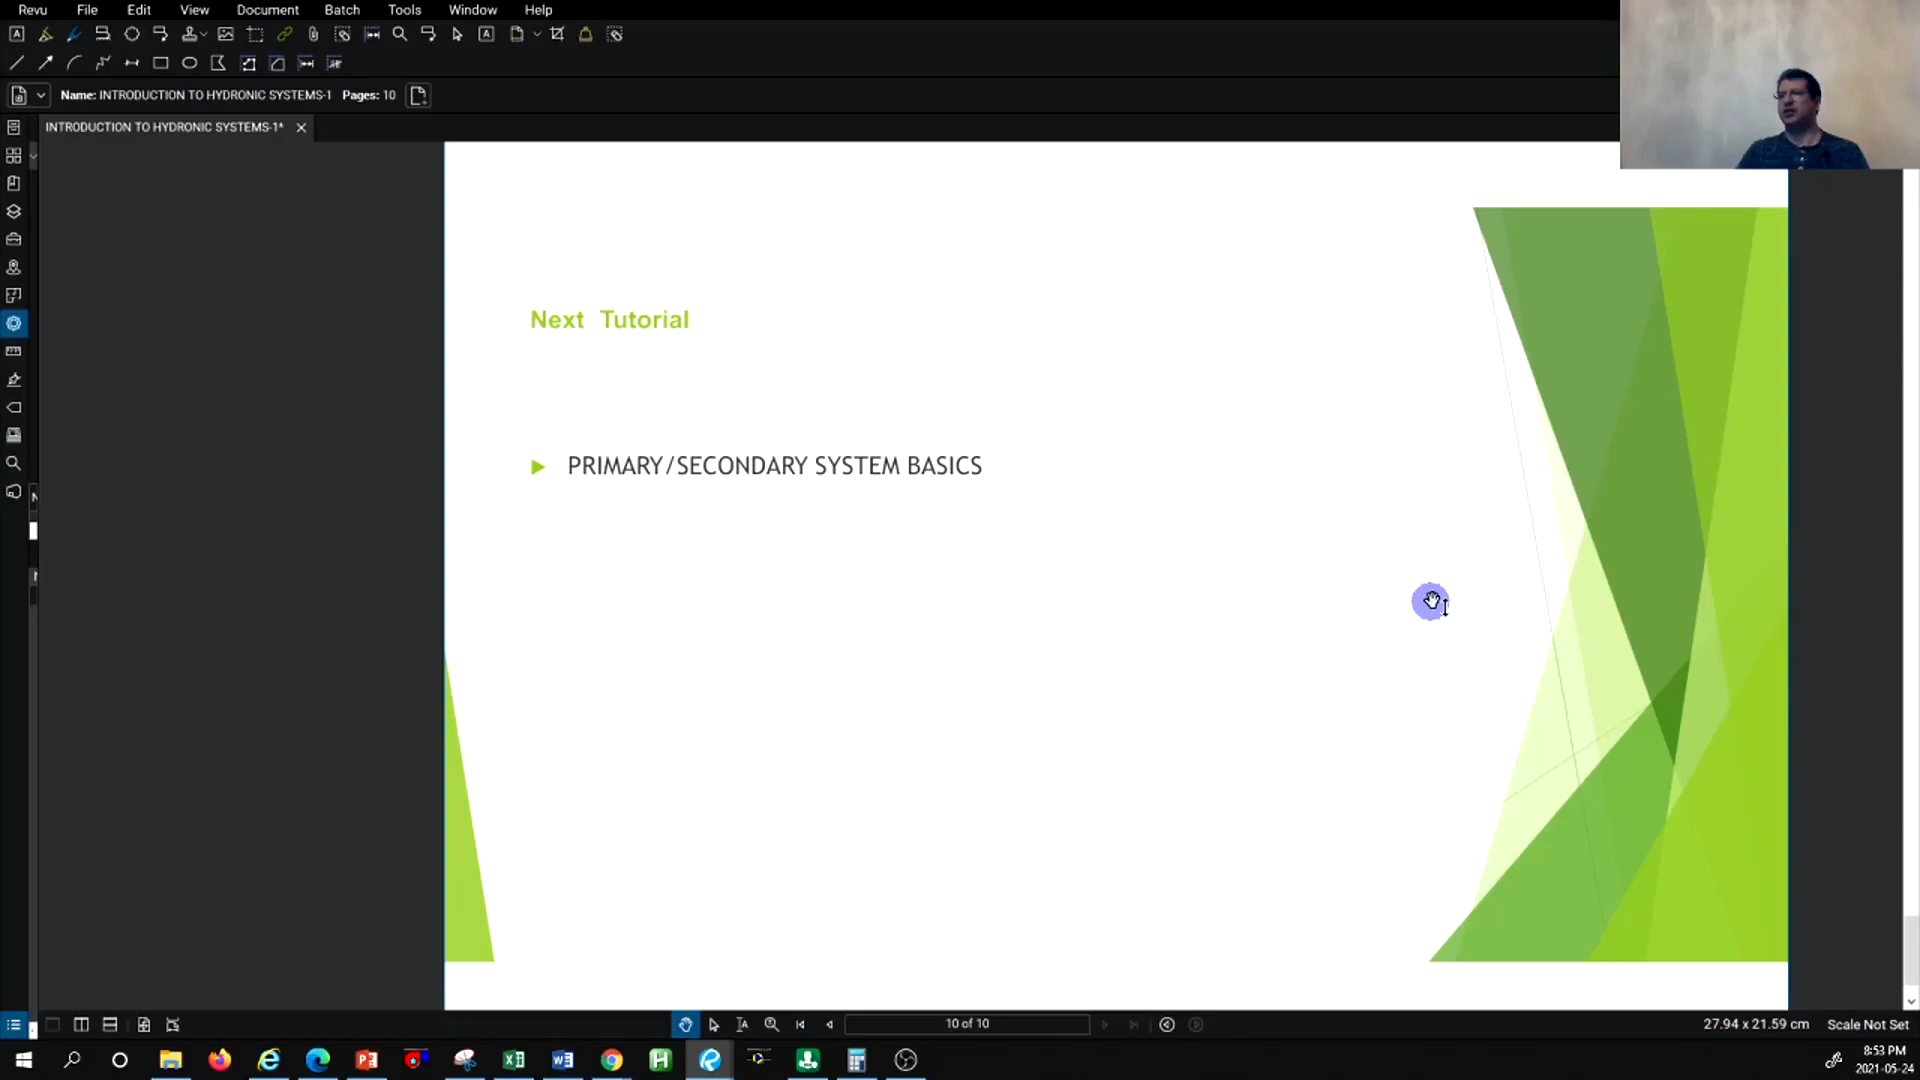 Revu File Edit View Document Batch Tools Window Help
Name: INTRODUCTION TO HYDRONIC SYSTEMS-1 Pages: 10
INTRODUCTION TO HYDRONIC SYSTEMS-1*
Next Tutorial
PRIMARY/SECONDARY SYSTEM BASICS
10 of 10
27.94 x 21.59 cm Scale Not Set
8:53 PM
2021-05-24